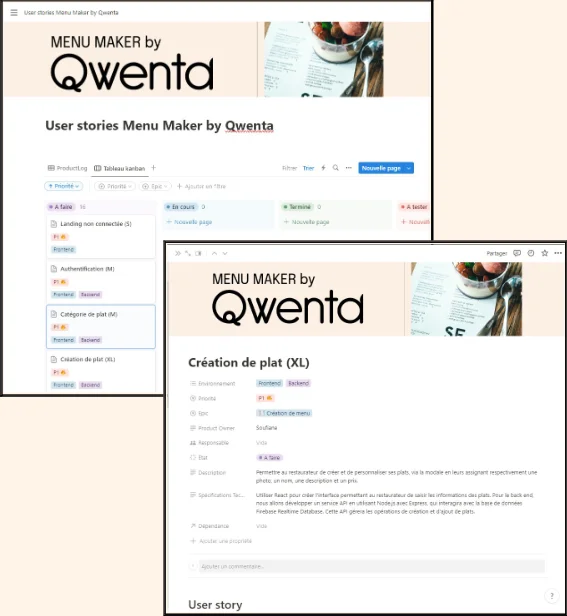 User stories Menu Maker by Qwenta
MENU MAKER by
Qwenta
User stories Menu Maker by Qwenta
ProductLog Tableau kanban
Filtrer Trier Nouvelle page
Priorité Priorité Epic + Ajouter un filtre
A faire
En cours 0
Terminé 0
A tester
+ Nouvelle page
+ Nouvelle page
+ Nouvelle
Landing non connectée (S)
P1
Frontend
Authentification (M)
P1
Frontend Backend
Catégorie de plat (M)
P1
Frontend Backend
Création de plat (XL)
P1
Frontend Backend
Partager
MENU MAKER by
Qwenta
Création de plat (XL)
Environnement Frontend Backend
Priorité P1
Epic Création de menu
Product Owner Soufiane
Responsable Vide
État A faire
Description Permettre au restaurateur de créer et de personnaliser ses plats, via la modale en leurs assignant respectivement une
photo, un nom, une description et un prix.
Spécifications Tec... Utiliser React pour créer l'interface permettant au restaurateur de saisir les informations des plats. Pour le back end,
nous allons développer un service API en utilisant Node.js avec Express, qui interagira avec la base de données
Firebase Realtime Database. Cette API gérera les opérations de création et d'ajout de plats.
Dépendance Vide
+ Ajouter une propriété
Ajouter un commentaire...
User story